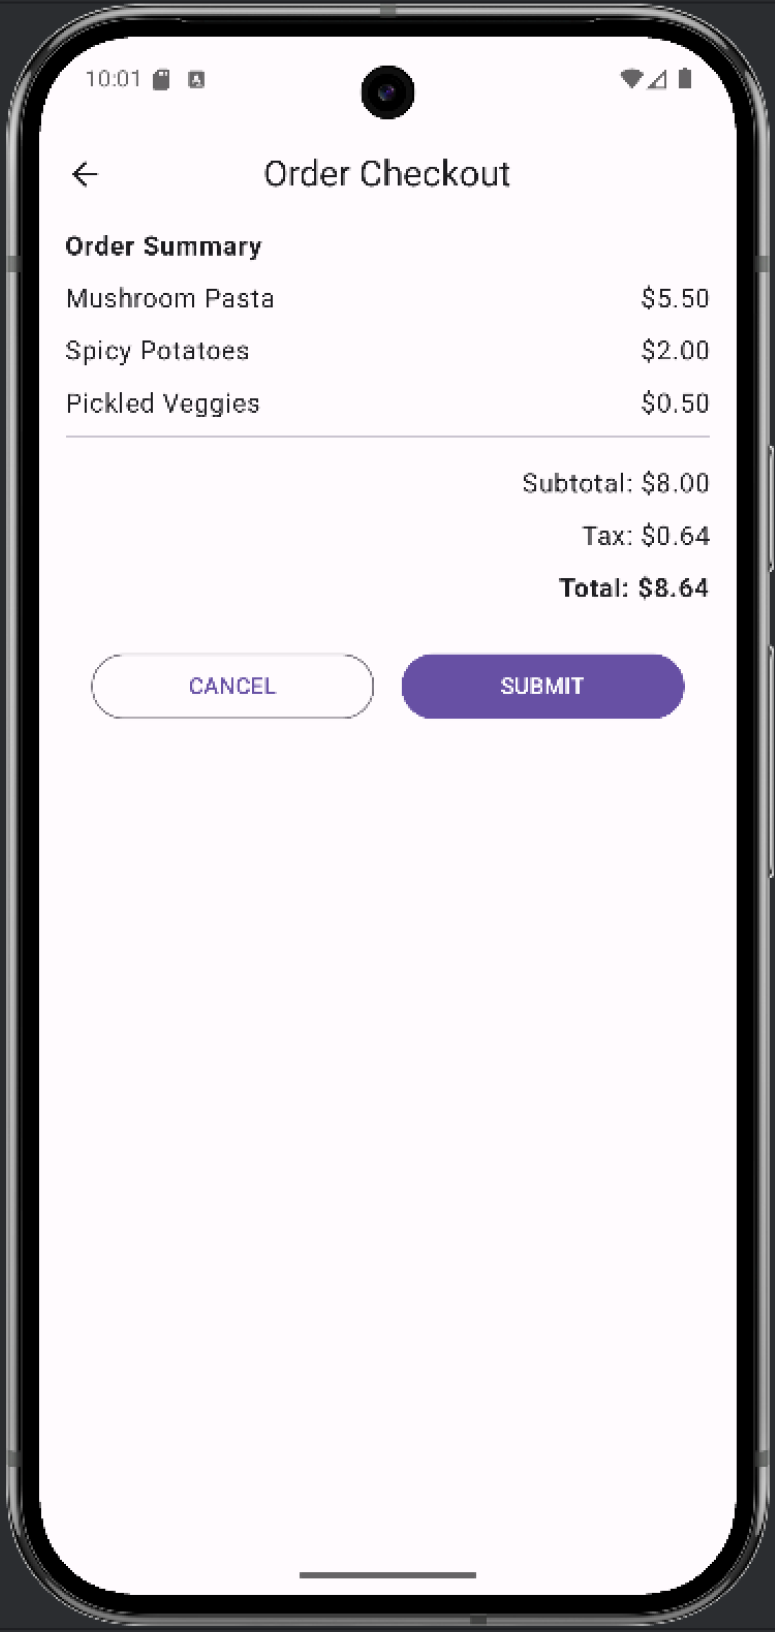 10:01
Order Checkout
Order Summary
Mushroom Pasta $5.50
Spicy Potatoes $2.00
Pickled Veggies $0.50
Subtotal: $8.00
Tax: $0.64
Total: $8.64
CANCEL SUBMIT